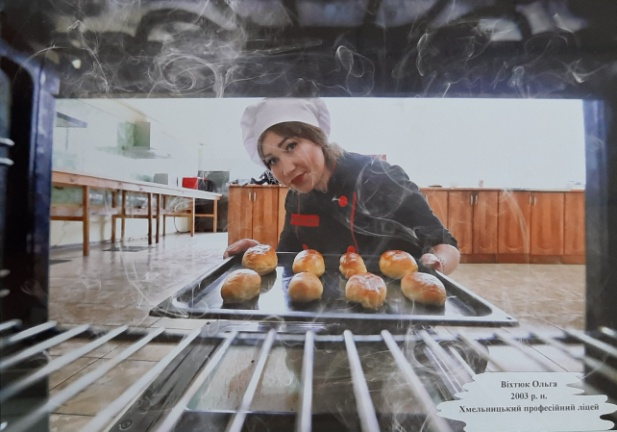 Віхтюк Ольга
2003 р. н.
Хмельницький професійний ліцей